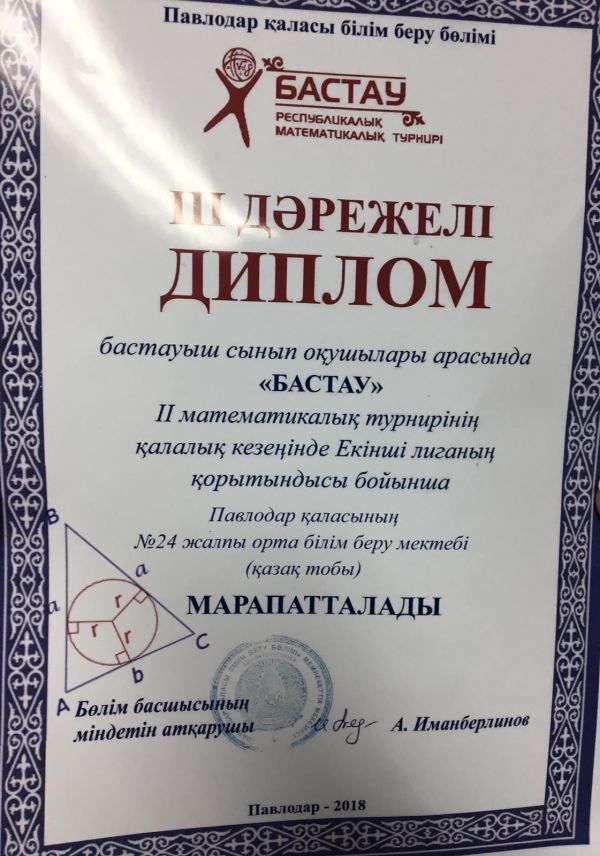 Павлодар қаласы білім беру бөлімі
БАСТАУ
РЕСПУБЛИКАЛЫҚ
МАТЕМАТИКАЛЫҚ ТУРНИРІ
III ДӘРЕЖЕЛІ
ДИПЛОМ
бастауыш сынып оқушылары арасында
«БАСТАУ»
II математикалық турнирінің
қалалық кезеңінде Екінші лиганың
қорытындысы бойынша
Павлодар қаласының
№24 жалпы орта білім беру мектебі
(қазақ тобы)
МАРАПАТТАЛАДЫ
B
a
a
r
r
r
C
b
A
Бөлім басшысының
міндетін атқарушы
А. Иманберлинов
Павлодар - 2018